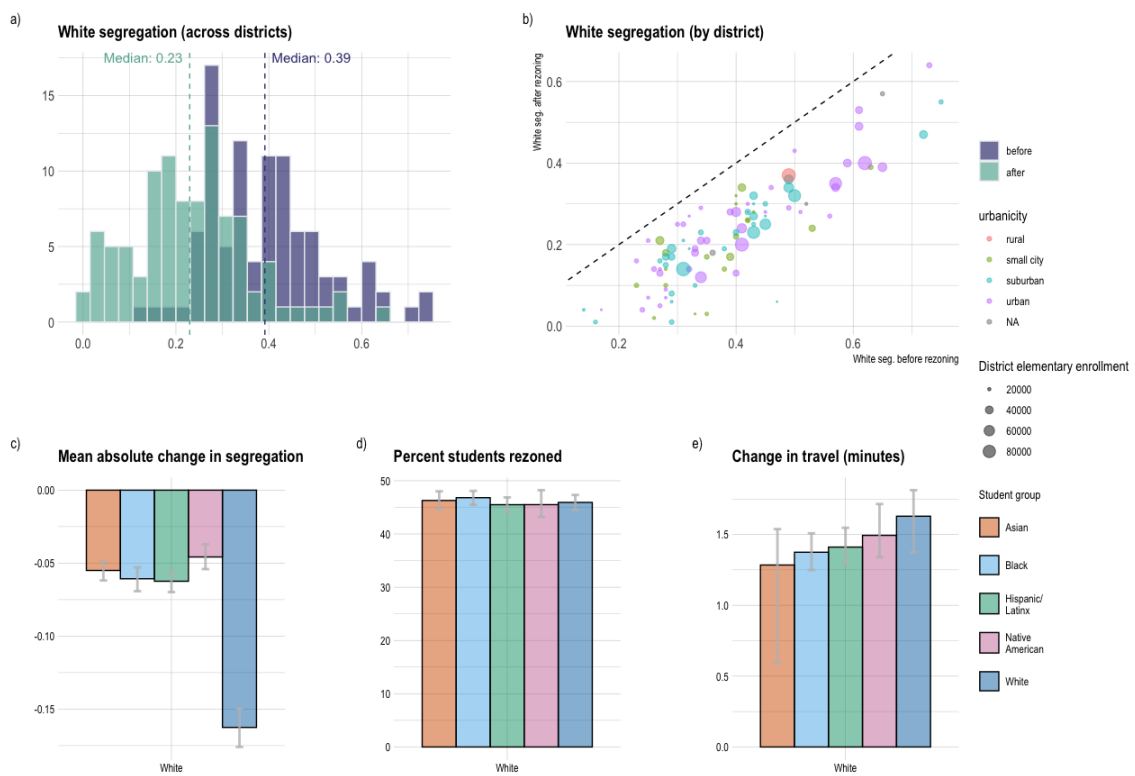 a)
White segregation (across districts)
Median: 0.23
Median: 0.39
15
10
5
0
0.0
0.2
0.4
0.6
b)
White segregation (by district)
White seg. after rezoning
0.6
0.4
0.2
0.0
0.2
0.4
0.6
White seg. before rezoning
before
after
urbanicity
rural
small city
suburban
urban
NA
District elementary enrollment
20000
40000
60000
80000
c)
Mean absolute change in segregation
0.00
-0.05
-0.10
-0.15
White
d)
Percent students rezoned
50
40
30
20
10
0
White
e)
Change in travel (minutes)
1.5
1.0
0.5
0.0
White
Student group
Asian
Black
Hispanic/
Latinx
Native
American
White